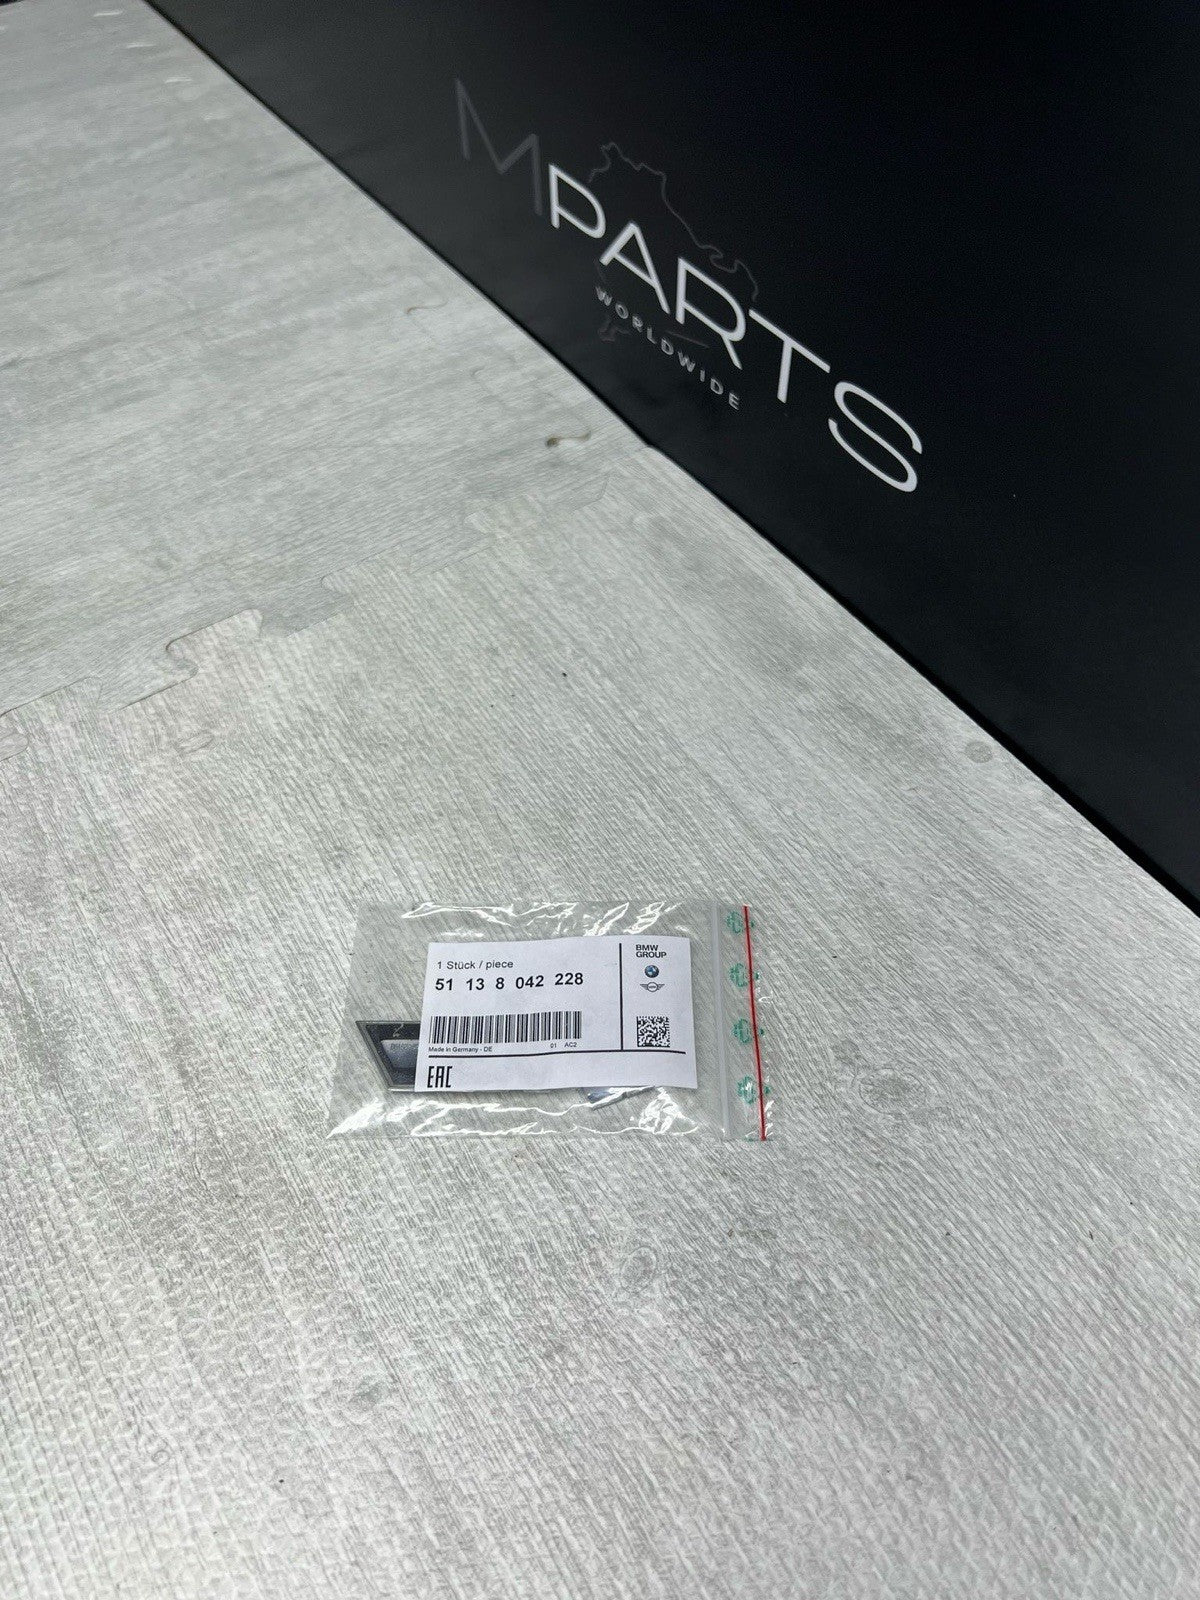 MPARTS
WORLDWIDE
1 Stück / piece
51 13 8 042 228
Made in Germany - DE 01 AC2
EAC
BMW
GROUP